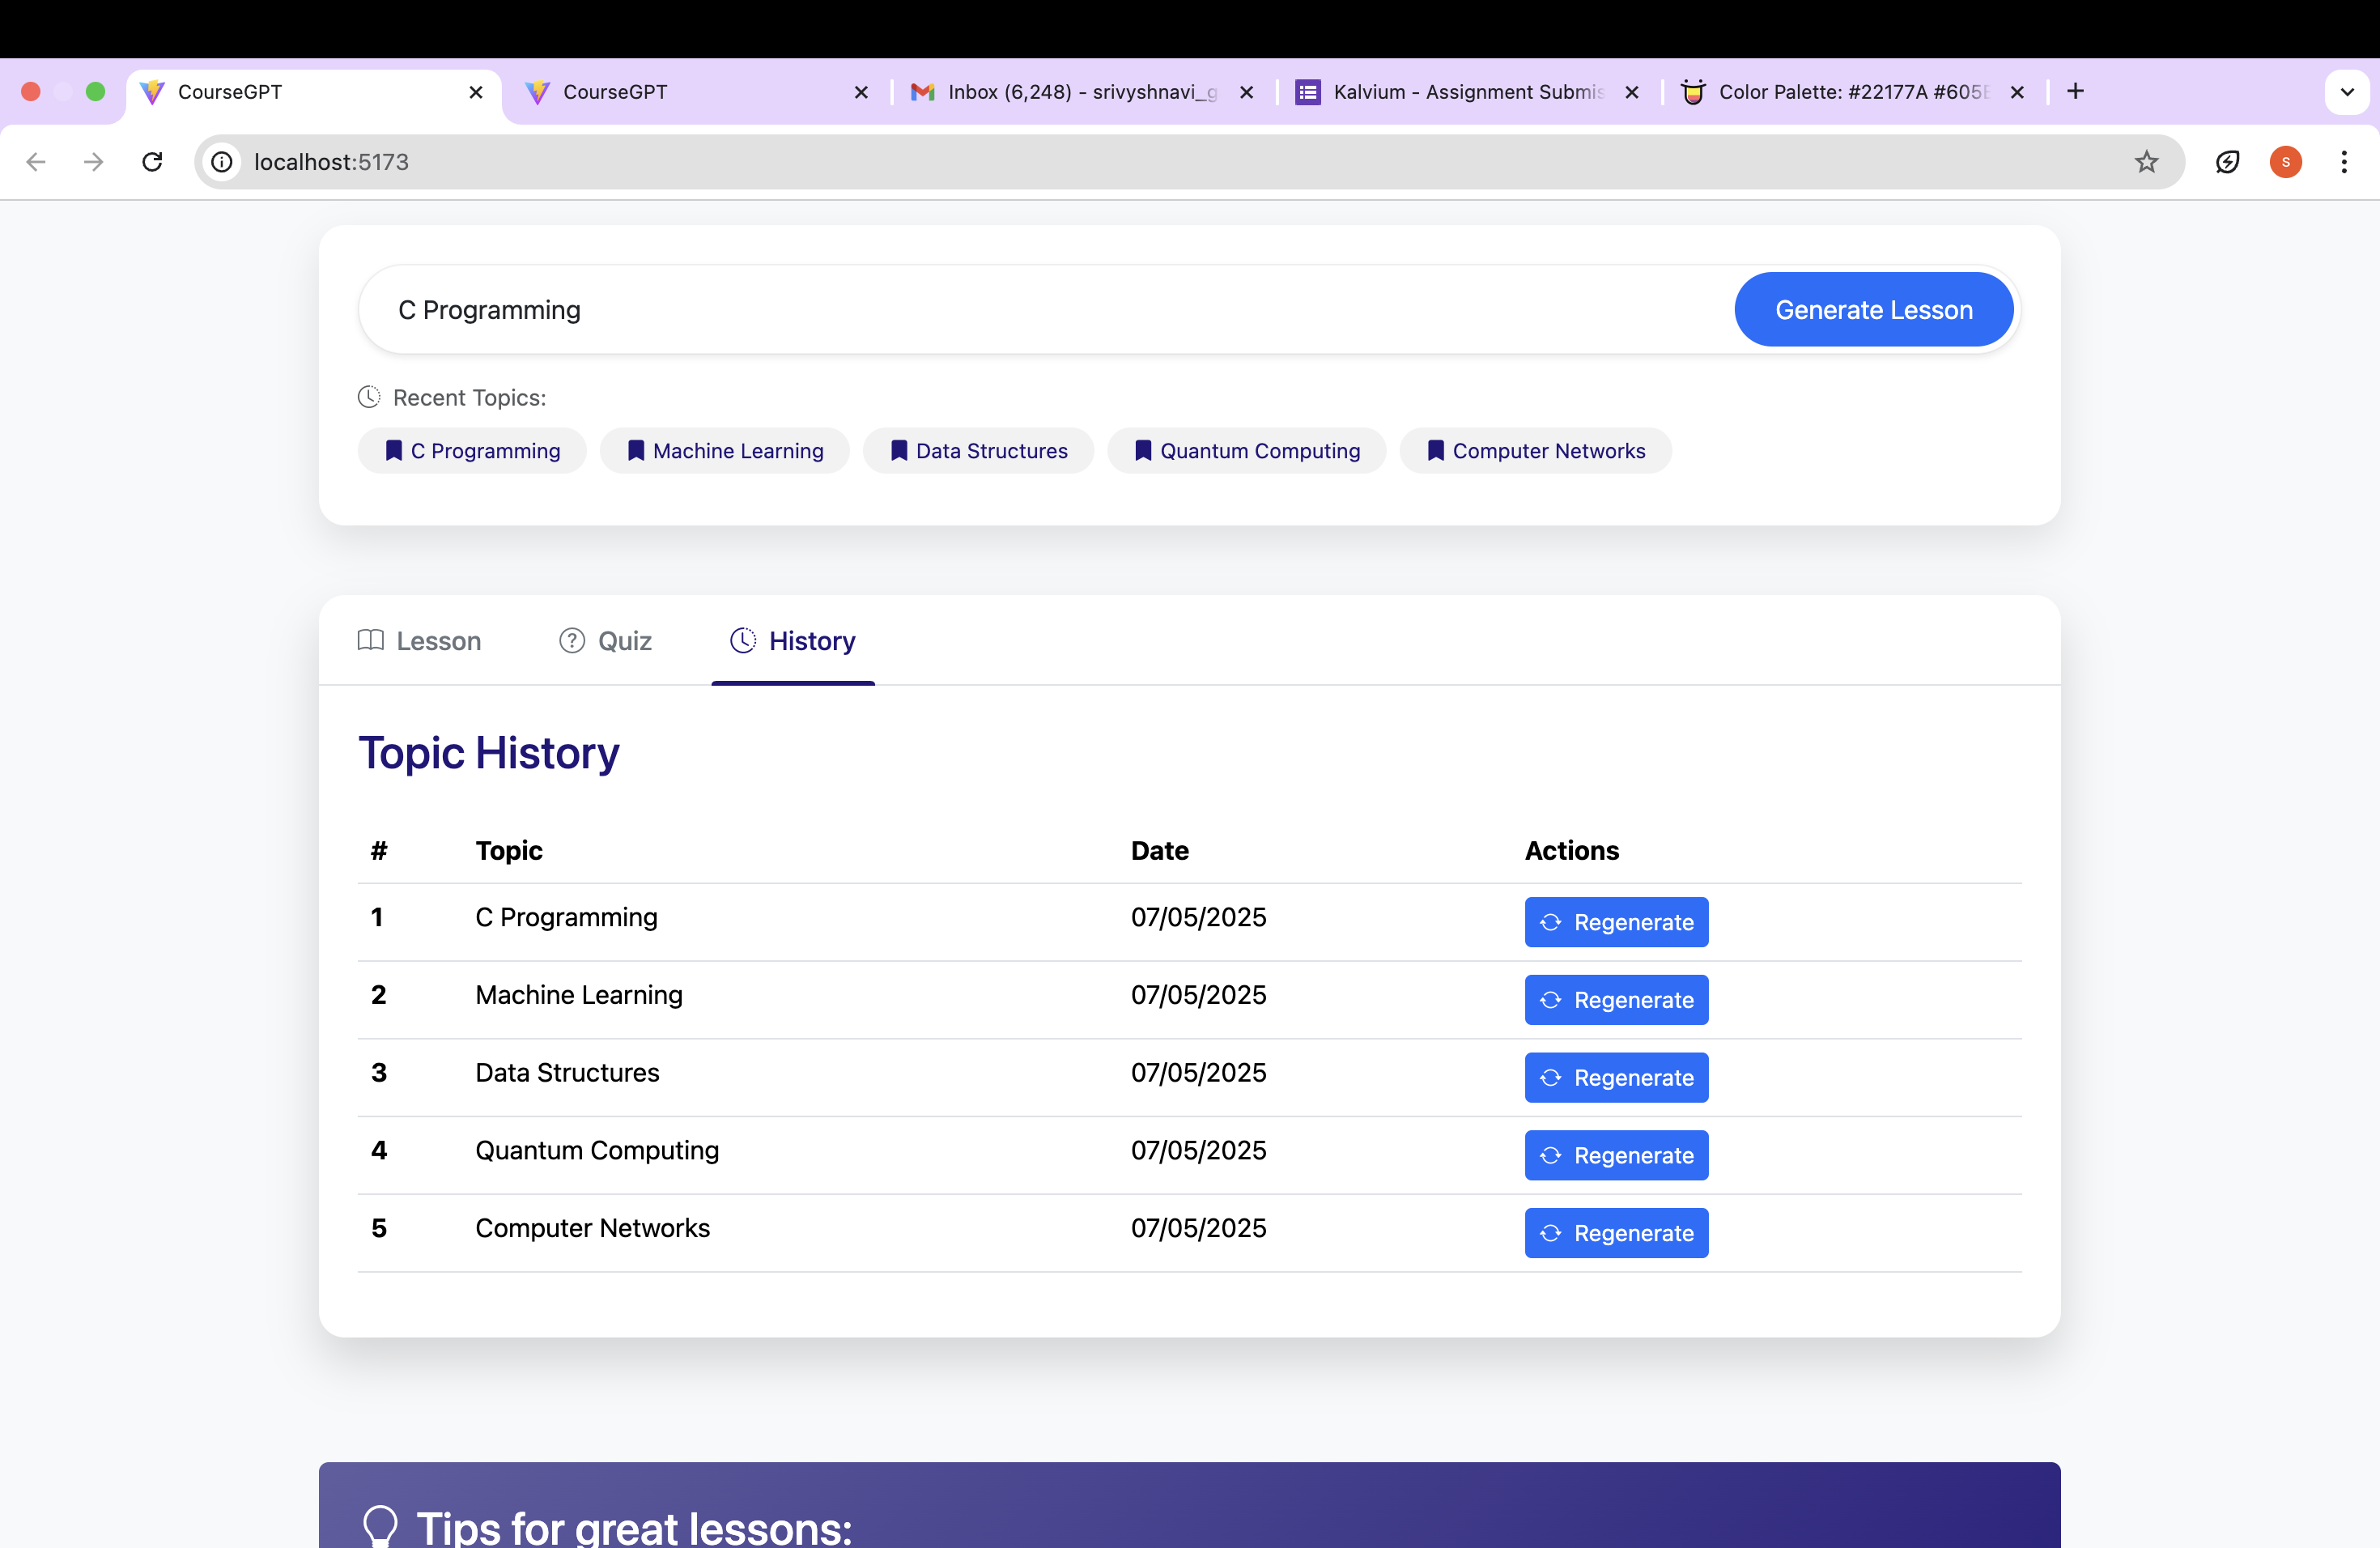 CourseGPT
CourseGPT
Inbox (6,248) - srivyshnavi_g
Kalvium - Assignment Submis
Color Palette: #22177A #605E
localhost:5173
S
C Programming
Generate Lesson
Recent Topics:
C Programming
Machine Learning
Data Structures
Quantum Computing
Computer Networks
Lesson
Quiz
History
Topic History
# Topic Date Actions
1 C Programming 07/05/2025 Regenerate
2 Machine Learning 07/05/2025 Regenerate
3 Data Structures 07/05/2025 Regenerate
4 Quantum Computing 07/05/2025 Regenerate
5 Computer Networks 07/05/2025 Regenerate
Tips for great lessons: